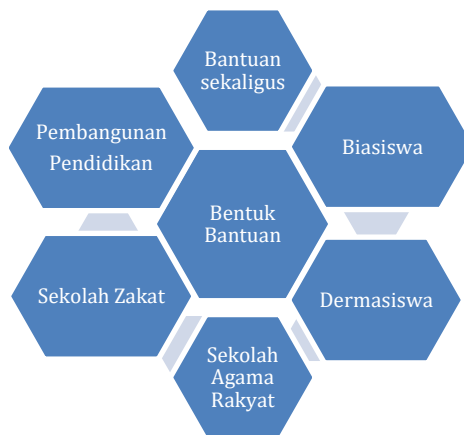 Bantuan
sekaligus
Pembangunan
Pendidikan
Biasiswa
Bentuk
Bantuan
Sekolah Zakat
Dermasiswa
Sekolah
Agama
Rakyat